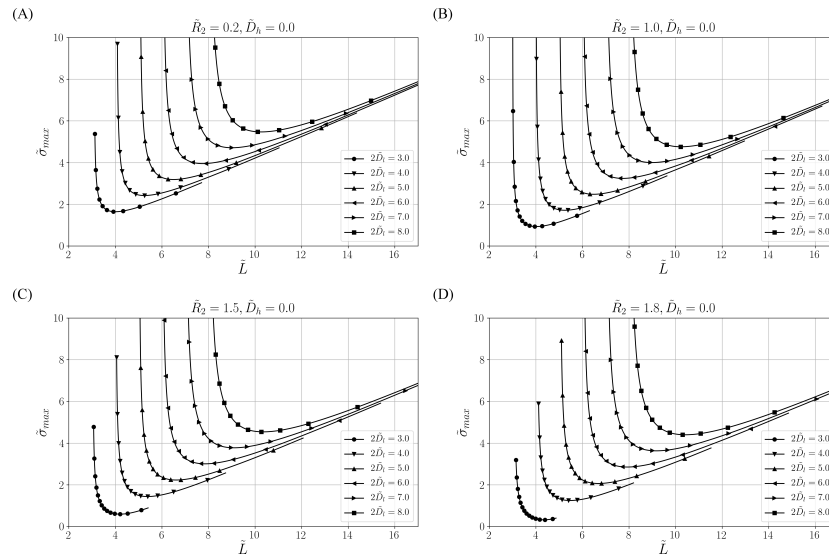 (A)
R̃₂ = 0.2, D̃ₕ = 0.0
10
8
6
4
2
0
σ̃ₘₐₓ
2 4 6 8 10 12 14 16
L̃
2D̃ₗ = 3.0
2D̃ₗ = 4.0
2D̃ₗ = 5.0
2D̃ₗ = 6.0
2D̃ₗ = 7.0
2D̃ₗ = 8.0
(B)
R̃₂ = 1.0, D̃ₕ = 0.0
10
8
6
4
2
0
σ̃ₘₐₓ
2 4 6 8 10 12 14 16
L̃
2D̃ₗ = 3.0
2D̃ₗ = 4.0
2D̃ₗ = 5.0
2D̃ₗ = 6.0
2D̃ₗ = 7.0
2D̃ₗ = 8.0
(C)
R̃₂ = 1.5, D̃ₕ = 0.0
10
8
6
4
2
0
σ̃ₘₐₓ
2 4 6 8 10 12 14 16
L̃
2D̃ₗ = 3.0
2D̃ₗ = 4.0
2D̃ₗ = 5.0
2D̃ₗ = 6.0
2D̃ₗ = 7.0
2D̃ₗ = 8.0
(D)
R̃₂ = 1.8, D̃ₕ = 0.0
10
8
6
4
2
0
σ̃ₘₐₓ
2 4 6 8 10 12 14 16
L̃
2D̃ₗ = 3.0
2D̃ₗ = 4.0
2D̃ₗ = 5.0
2D̃ₗ = 6.0
2D̃ₗ = 7.0
2D̃ₗ = 8.0